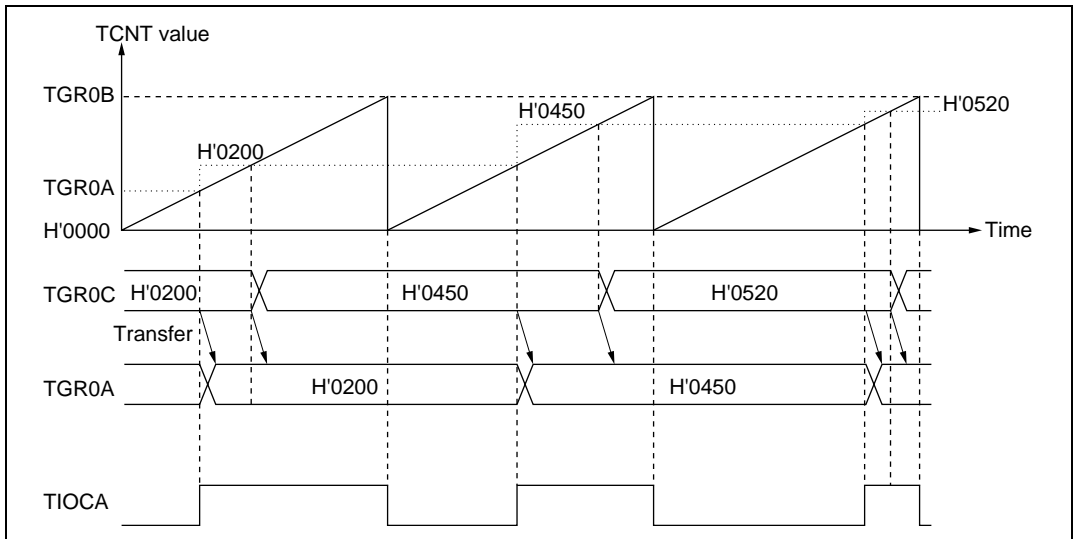 TCNT value
TGR0B
H'0520
H'0450
H'0200
TGR0A
H'0000
Time
TGR0C H'0200 H'0450 H'0520
Transfer
TGR0A H'0200 H'0450
TIOCA